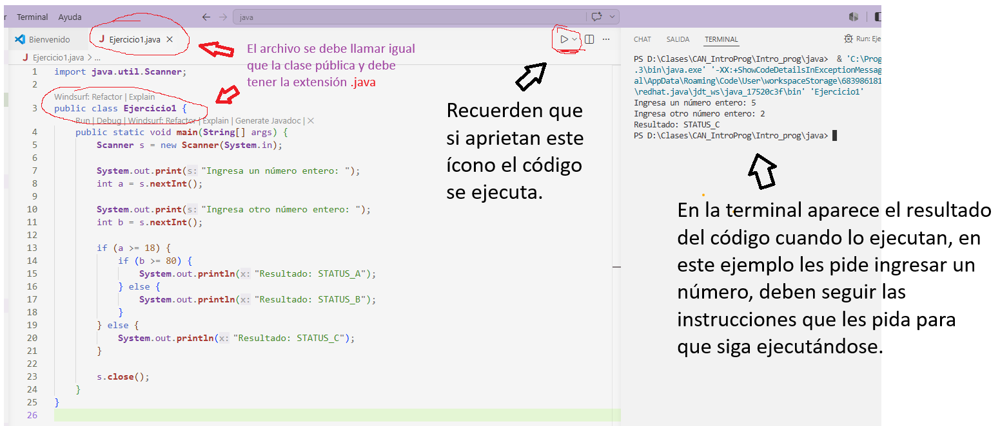 Terminal Ayuda
java
Bienvenido
Ejercicio1.java
Ejercicio1.java > ...
1 import java.util.Scanner;
2
Windsurf: Refactor | Explain
3 public class Ejercicio1 {
Run | Debug | Windsurf: Refactor | Explain | Generate Javadoc | ×
4 public static void main(String[] args) {
5 Scanner s = new Scanner(System.in);
6
7 System.out.print(s: "Ingresa un número entero: ");
8 int a = s.nextInt();
9
10 System.out.print(s: "Ingresa otro número entero: ");
11 int b = s.nextInt();
12
13 if (a >= 18) {
14 if (b >= 80) {
15 System.out.println(x: "Resultado: STATUS_A");
16 } else {
17 System.out.println(x: "Resultado: STATUS_B");
18 }
19 } else {
20 System.out.println(x: "Resultado: STATUS_C");
21 }
22
23 s.close();
24 }
25 }
26
El archivo se debe llamar igual
que la clase pública y debe
tener la extensión .java
Recuerden que
si aprietan este
ícono el código
se ejecuta.
CHAT SALIDA TERMINAL
Run: Eje
PS D:\Clases\CAN_IntroProg\Intro_prog\java> & 'C:\Prog
.3\bin\java.exe' '-XX:+ShowCodeDetailsInExceptionMessag
al\AppData\Roaming\Code\User\workspaceStorage\683986181
\redhat.java\jdt_ws\java_17520c3f\bin' 'Ejercicio1'
Ingresa un número entero: 5
Ingresa otro número entero: 2
Resultado: STATUS_C
PS D:\Clases\CAN_IntroProg\Intro_prog\java>
En la terminal aparece el resultado
del código cuando lo ejecutan, en
este ejemplo les pide ingresar un
número, deben seguir las
instrucciones que les pida para
que siga ejecutándose.